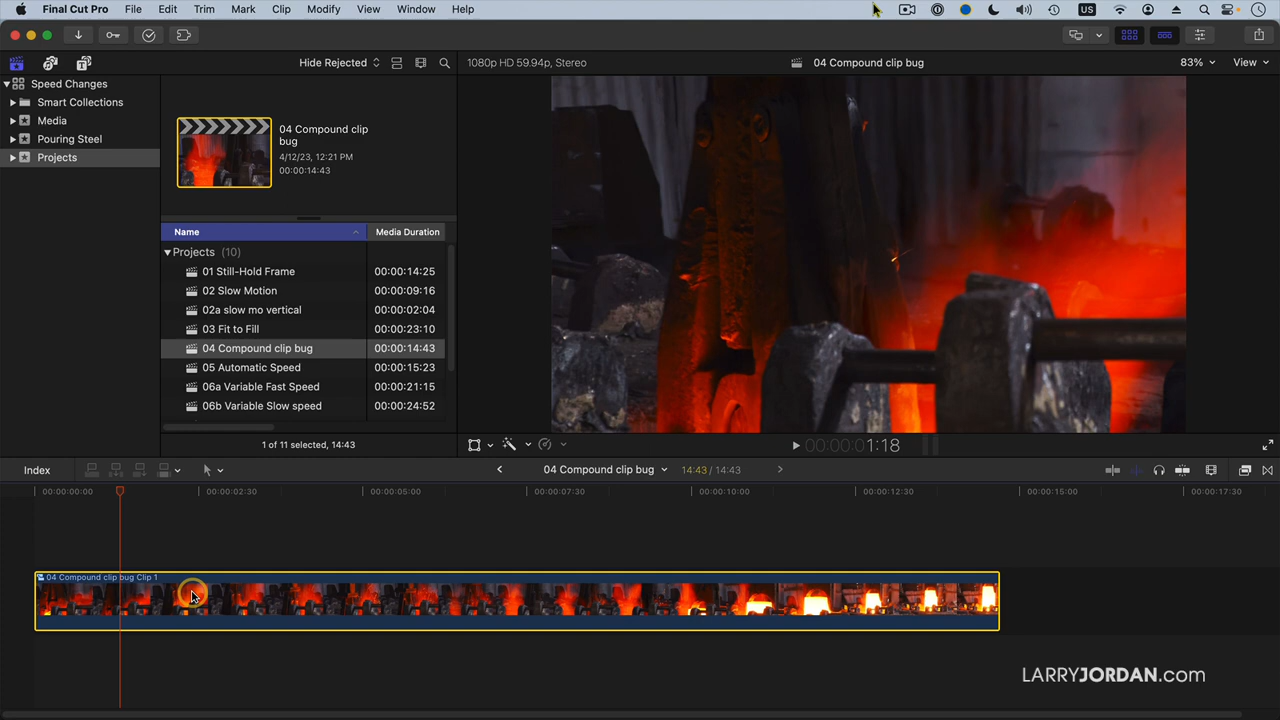 Final Cut Pro File Edit Trim Mark Clip Modify View Window Help US
Hide Rejected 1080p HD 59.94p, Stereo 04 Compound clip bug 83% View
Speed Changes
Smart Collections
Media
Pouring Steel
Projects
04 Compound clip
bug
4/12/23, 12:21 PM
00:00:14:43
Name Media Duration
Projects (10)
01 Still-Hold Frame 00:00:14:25
02 Slow Motion 00:00:09:16
02a slow mo vertical 00:00:02:04
03 Fit to Fill 00:00:23:10
04 Compound clip bug 00:00:14:43
05 Automatic Speed 00:00:15:23
06a Variable Fast Speed 00:00:21:15
06b Variable Slow speed 00:00:24:52
1 of 11 selected, 14:43 00:00:01:18
Index 04 Compound clip bug 14:43 / 14:43
00:00:00:00 00:00:02:30 00:00:05:00 00:00:07:30 00:00:10:00 00:00:12:30 00:00:15:00 00:00:17:30
04 Compound clip bug Clip 1
LARRYJORDAN.com